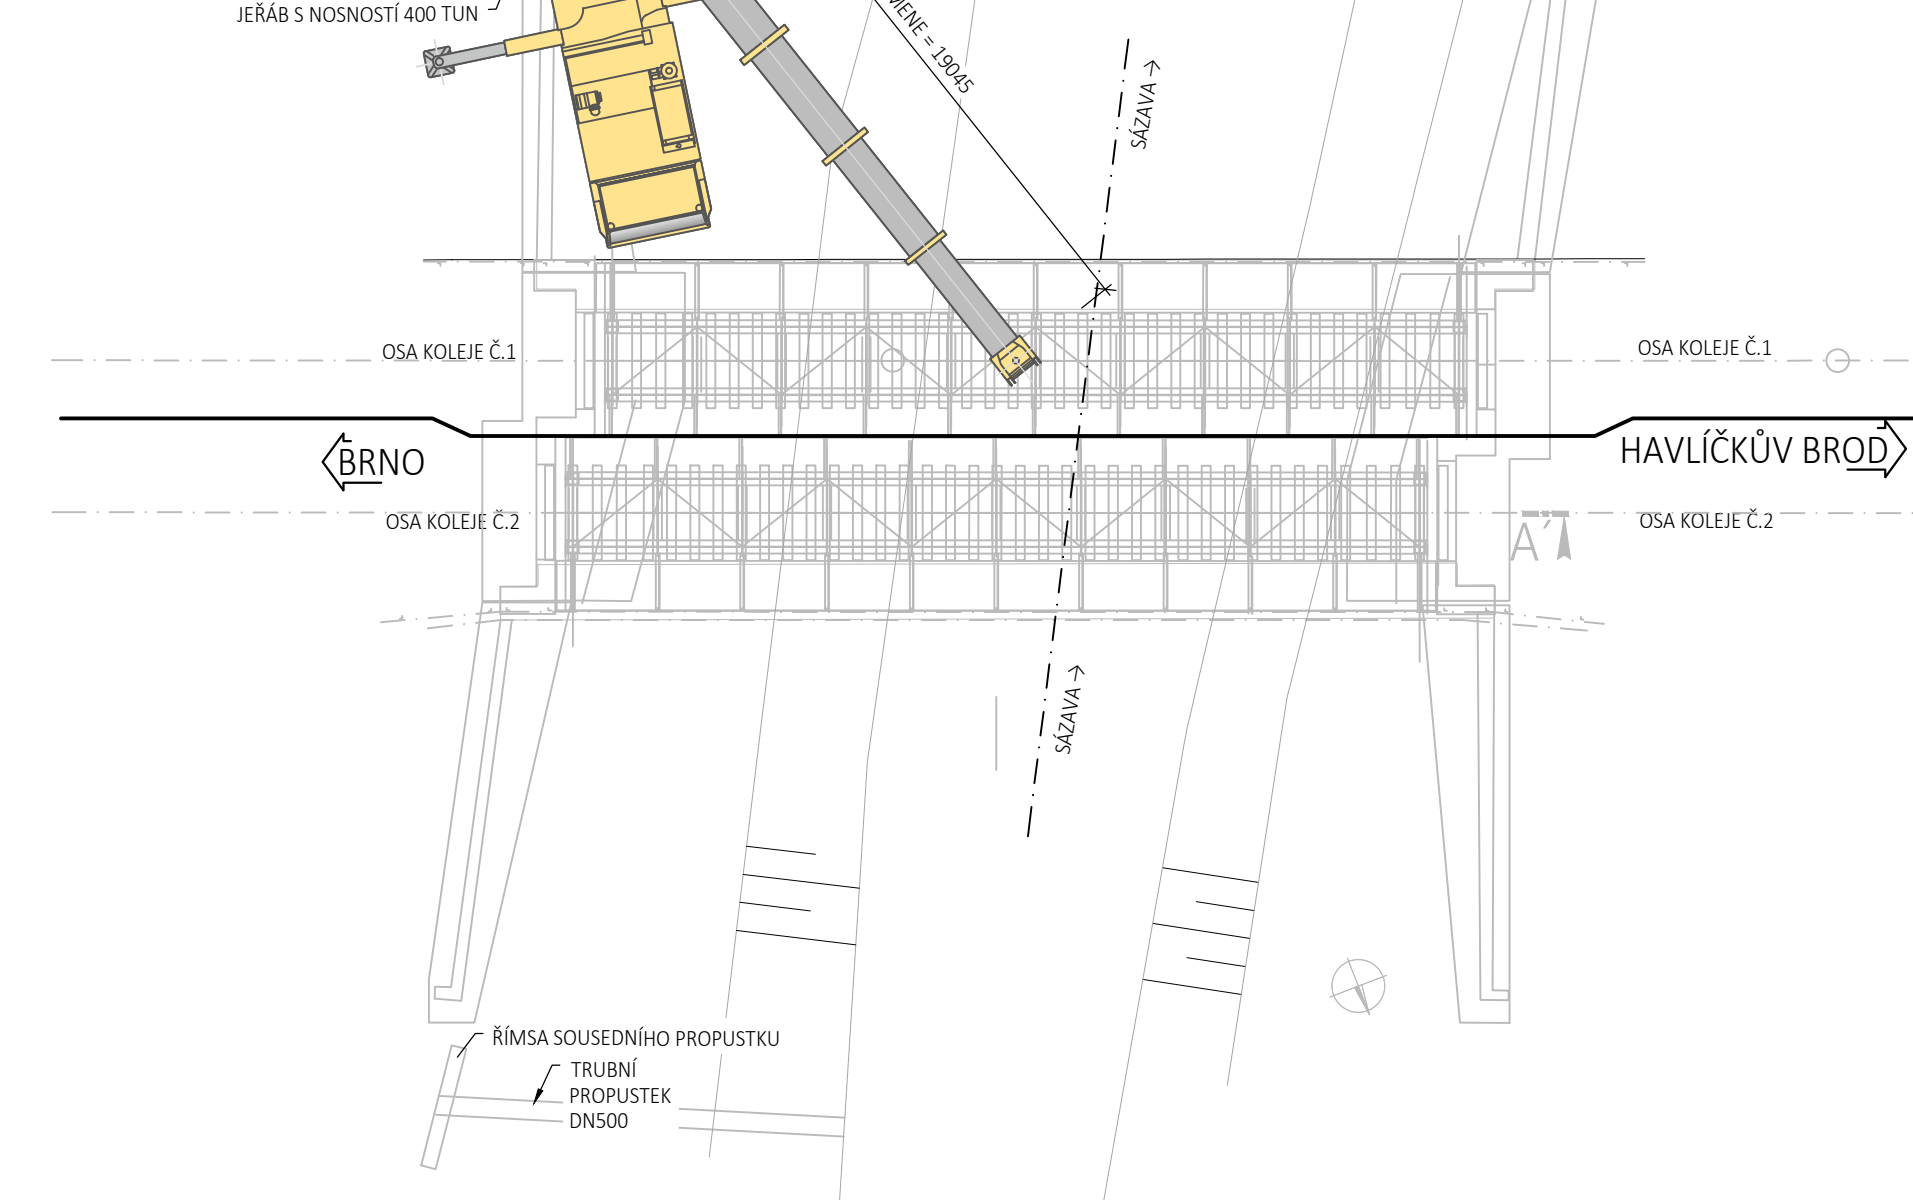 JEŘÁB S NOSNOSTÍ 400 TUN
= 19045
SÁZAVA →
OSA KOLEJE Č.1
OSA KOLEJE Č.1
BRNO
HAVLÍČKŮV BROD
OSA KOLEJE Č.2
A´
OSA KOLEJE Č.2
SÁZAVA →
ŘÍMSA SOUSEDNÍHO PROPUSTKU
TRUBNÍ
PROPUSTEK
DN500